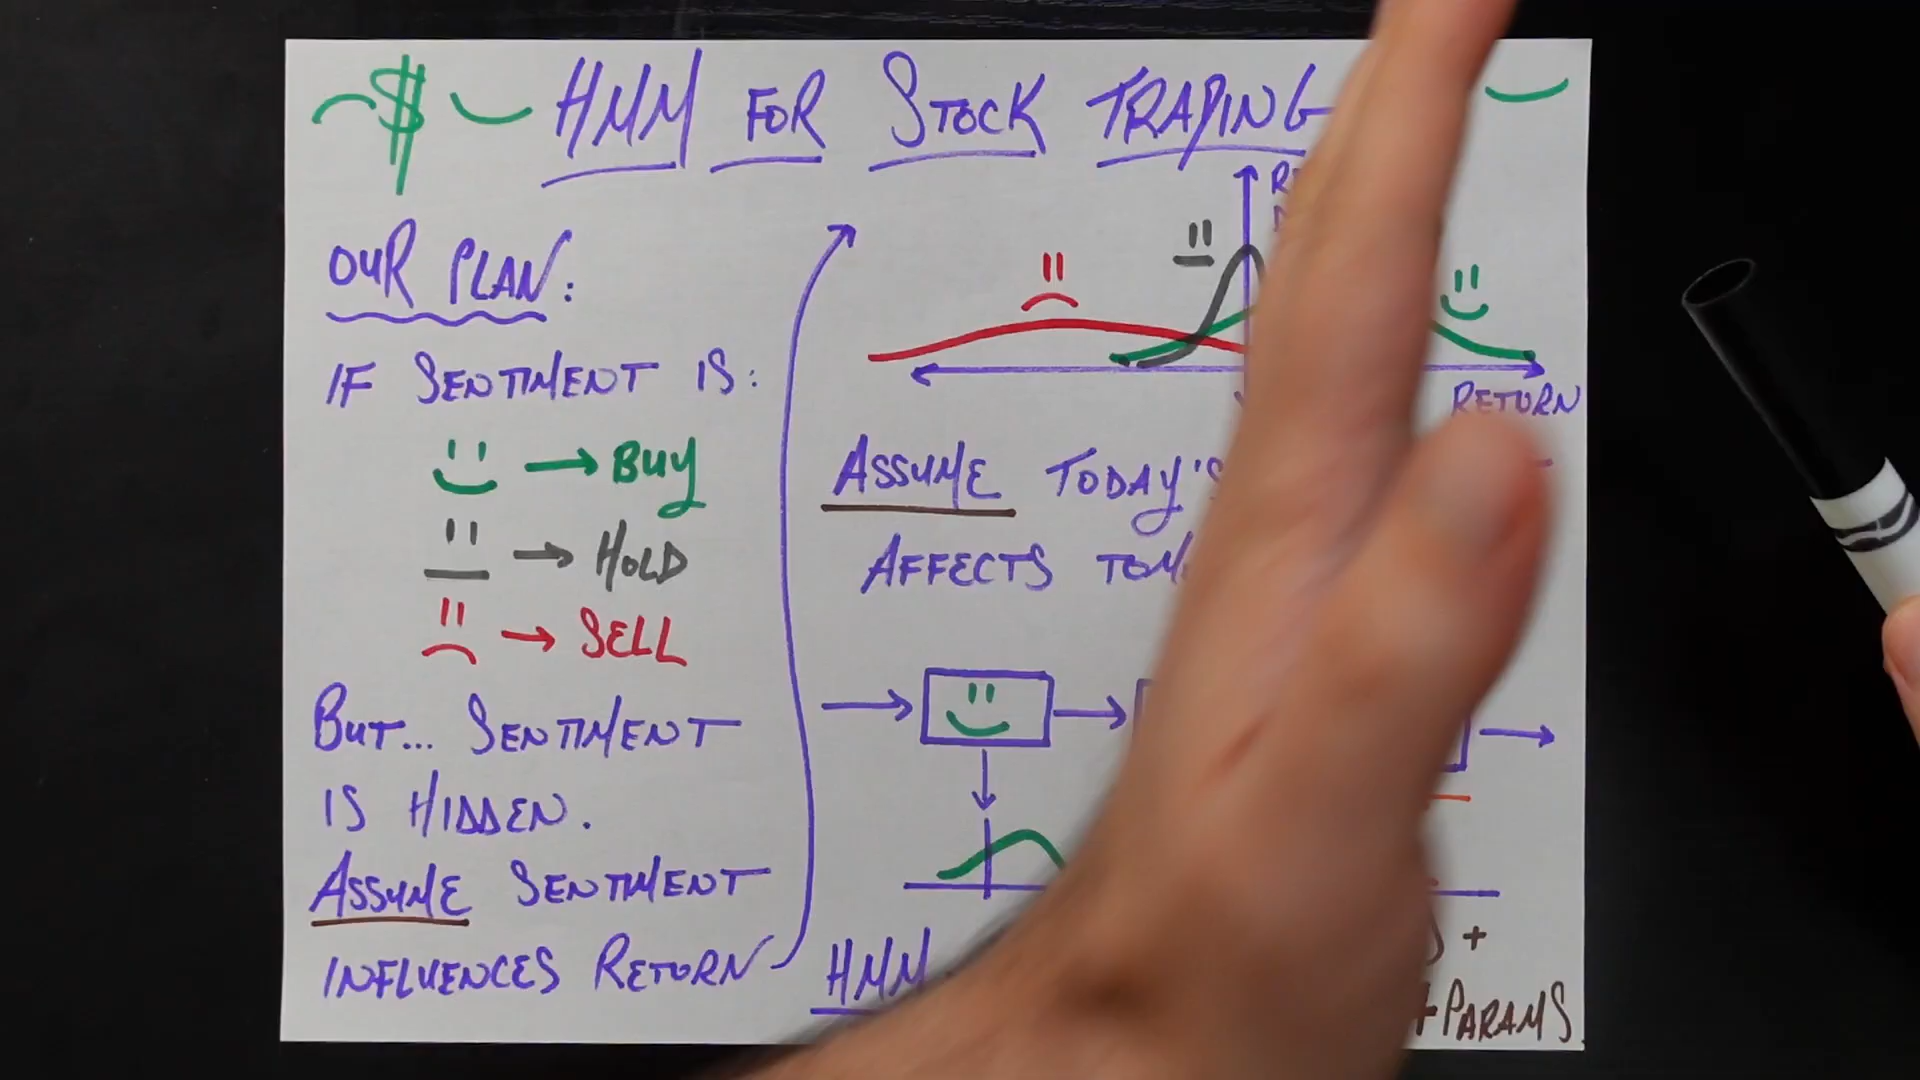 $ HMM FOR STOCK TRADING
OUR PLAN:
IF SENTIMENT IS:
BUY
HOLD
SELL
BUT... SENTIMENT
IS HIDDEN.
ASSUME SENTIMENT
INFLUENCES RETURN
RETURN
ASSUME TODAY'S
AFFECTS
HMM
+
+PARAMS